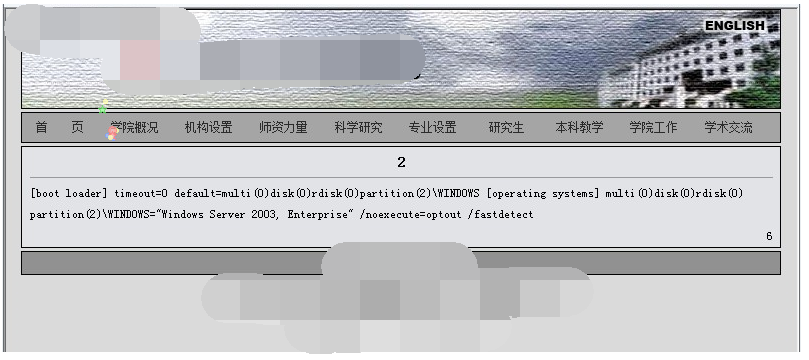 ENGLISH
首 页 学院概况 机构设置 师资力量 科学研究 专业设置 研究生 本科教学 学院工作 学术交流
2
[boot loader] timeout=0 default=multi(0)disk(0)rdisk(0)partition(2)\WINDOWS [operating systems] multi(0)disk(0)rdisk(0)
partition(2)\WINDOWS="Windows Server 2003, Enterprise" /noexecute=optout /fastdetect
6